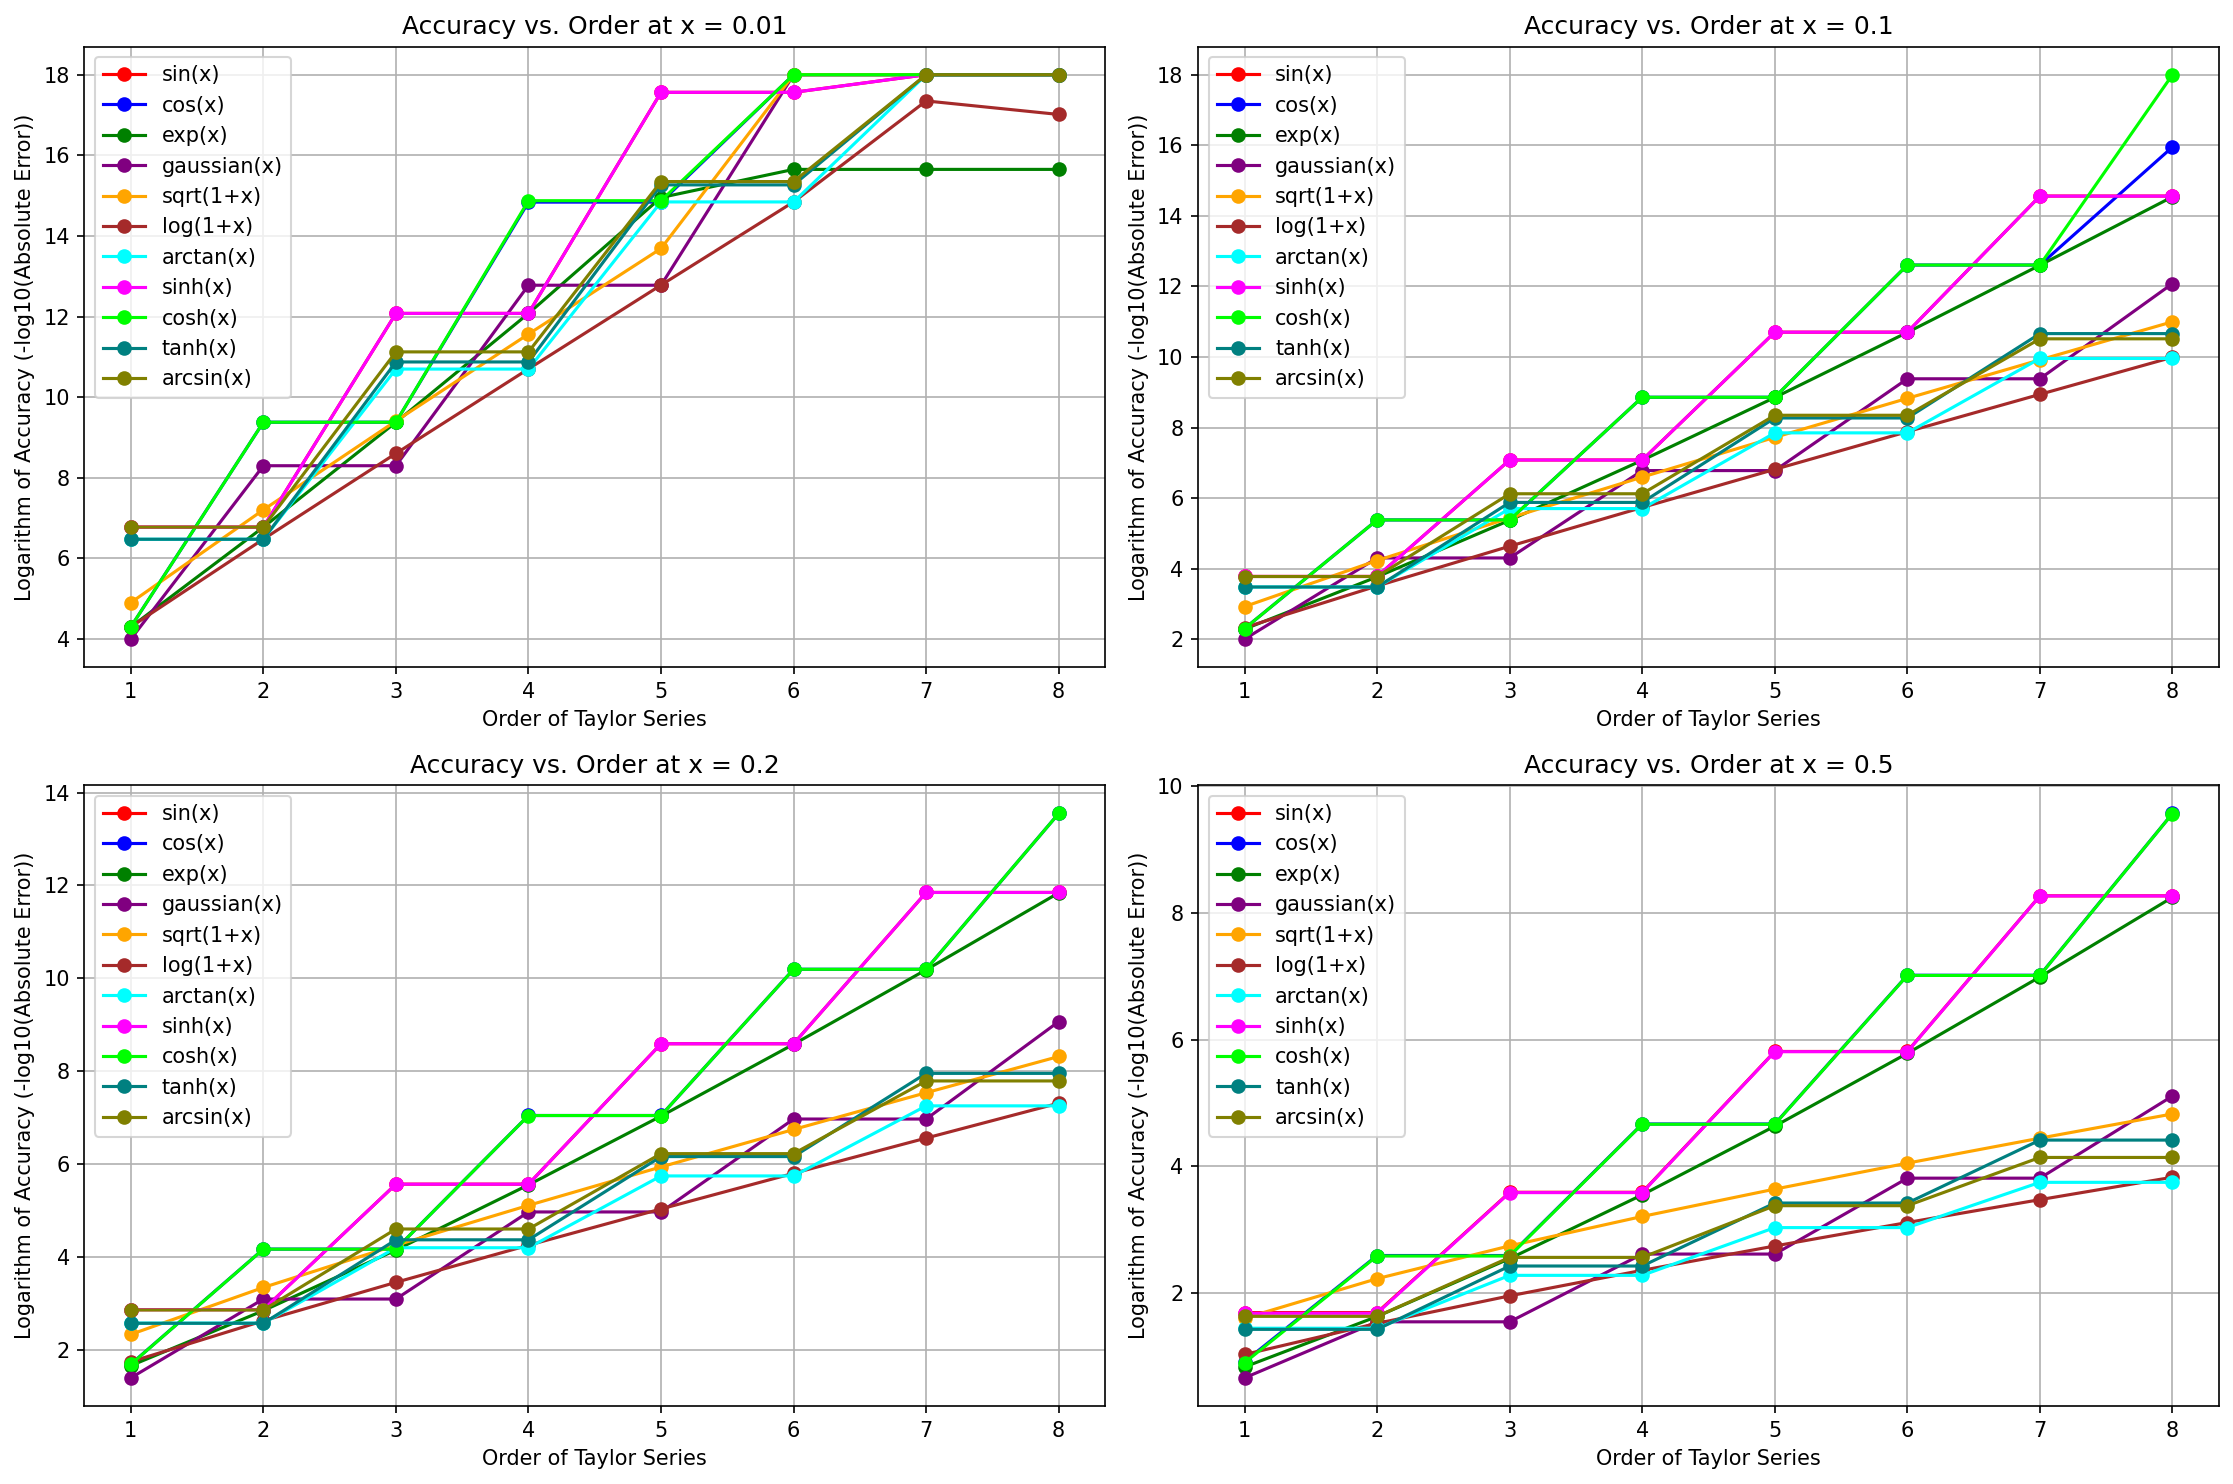 Accuracy vs. Order at x = 0.01
Logarithm of Accuracy (-log10(Absolute Error))
18
16
14
12
10
8
6
4
sin(x)
cos(x)
exp(x)
gaussian(x)
sqrt(1+x)
log(1+x)
arctan(x)
sinh(x)
cosh(x)
tanh(x)
arcsin(x)
1 2 3 4 5 6 7 8
Order of Taylor Series
Accuracy vs. Order at x = 0.1
Logarithm of Accuracy (-log10(Absolute Error))
18
16
14
12
10
8
6
4
2
sin(x)
cos(x)
exp(x)
gaussian(x)
sqrt(1+x)
log(1+x)
arctan(x)
sinh(x)
cosh(x)
tanh(x)
arcsin(x)
1 2 3 4 5 6 7 8
Order of Taylor Series
Accuracy vs. Order at x = 0.2
Logarithm of Accuracy (-log10(Absolute Error))
14
12
10
8
6
4
2
sin(x)
cos(x)
exp(x)
gaussian(x)
sqrt(1+x)
log(1+x)
arctan(x)
sinh(x)
cosh(x)
tanh(x)
arcsin(x)
1 2 3 4 5 6 7 8
Order of Taylor Series
Accuracy vs. Order at x = 0.5
Logarithm of Accuracy (-log10(Absolute Error))
10
8
6
4
2
sin(x)
cos(x)
exp(x)
gaussian(x)
sqrt(1+x)
log(1+x)
arctan(x)
sinh(x)
cosh(x)
tanh(x)
arcsin(x)
1 2 3 4 5 6 7 8
Order of Taylor Series